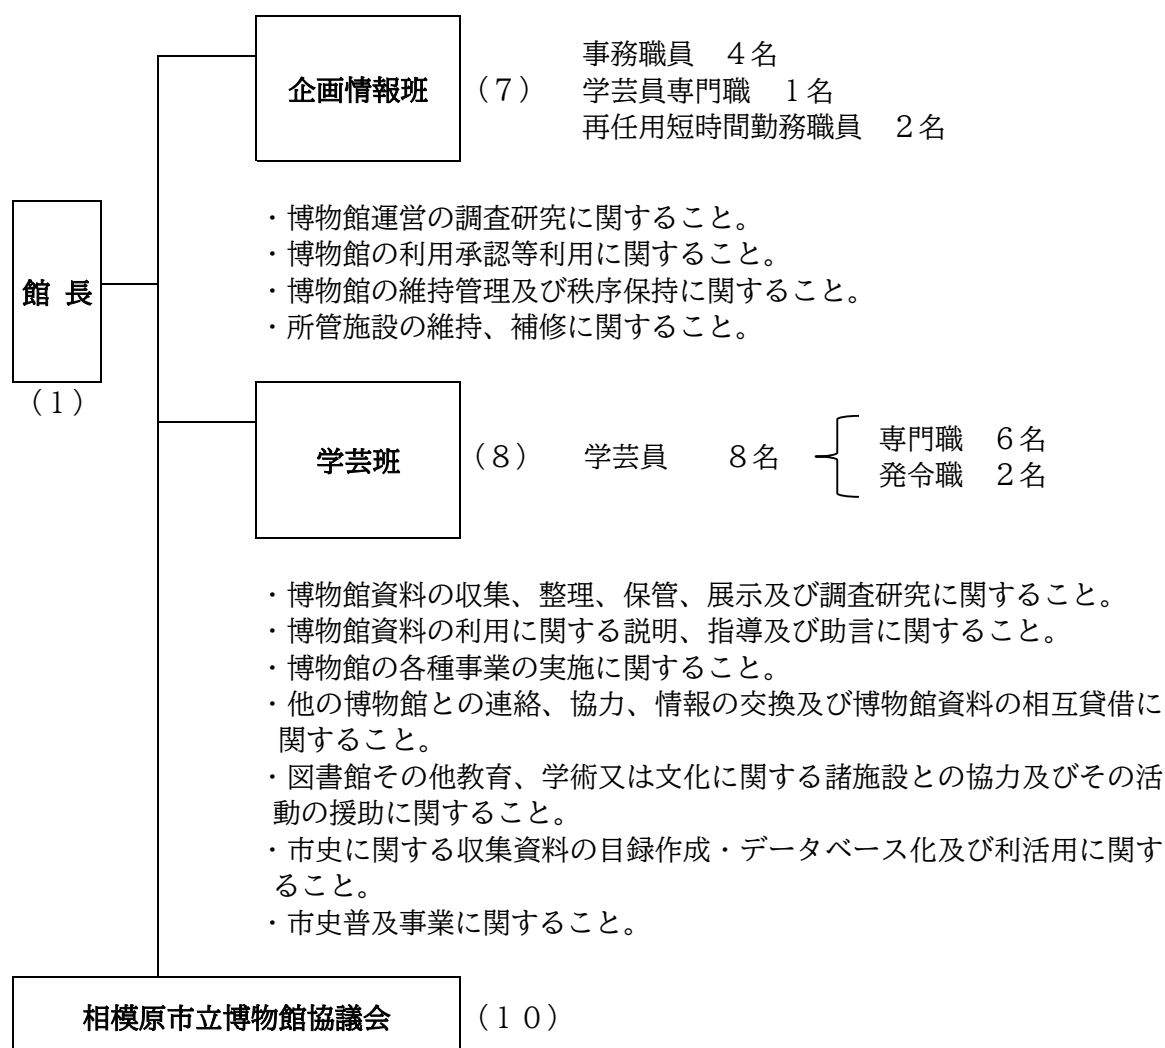 企画情報班
（７）
事務職員　４名
学芸員専門職　１名
再任用短時間勤務職員　２名
・博物館運営の調査研究に関すること。
・博物館の利用承認等利用に関すること。
・博物館の維持管理及び秩序保持に関すること。
・所管施設の維持、補修に関すること。
館 長
（１）
学芸班
（８）
学芸員　　８名
専門職　６名
発令職　２名
・博物館資料の収集、整理、保管、展示及び調査研究に関すること。
・博物館資料の利用に関する説明、指導及び助言に関すること。
・博物館の各種事業の実施に関すること。
・他の博物館との連絡、協力、情報の交換及び博物館資料の相互貸借に
関すること。
・図書館その他教育、学術又は文化に関する諸施設との協力及びその活
動の援助に関すること。
・市史に関する収集資料の目録作成・データベース化及び利活用に関す
ること。
・市史普及事業に関すること。
相模原市立博物館協議会
（１０）